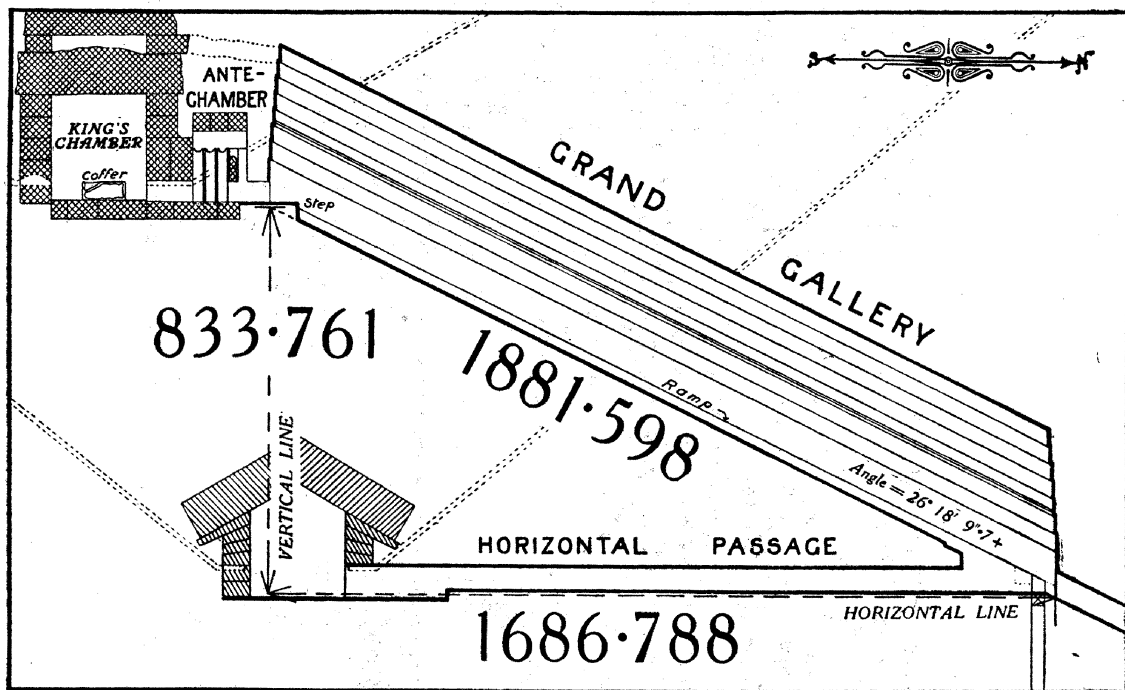 S N
ANTE-
CHAMBER
KING'S
CHAMBER
coffer
Step
GRAND
GALLERY
833·761
1881·598
Ramp
VERTICAL LINE
Angle = 26° 18' 9"·7 +
HORIZONTAL PASSAGE
HORIZONTAL LINE
1686·788